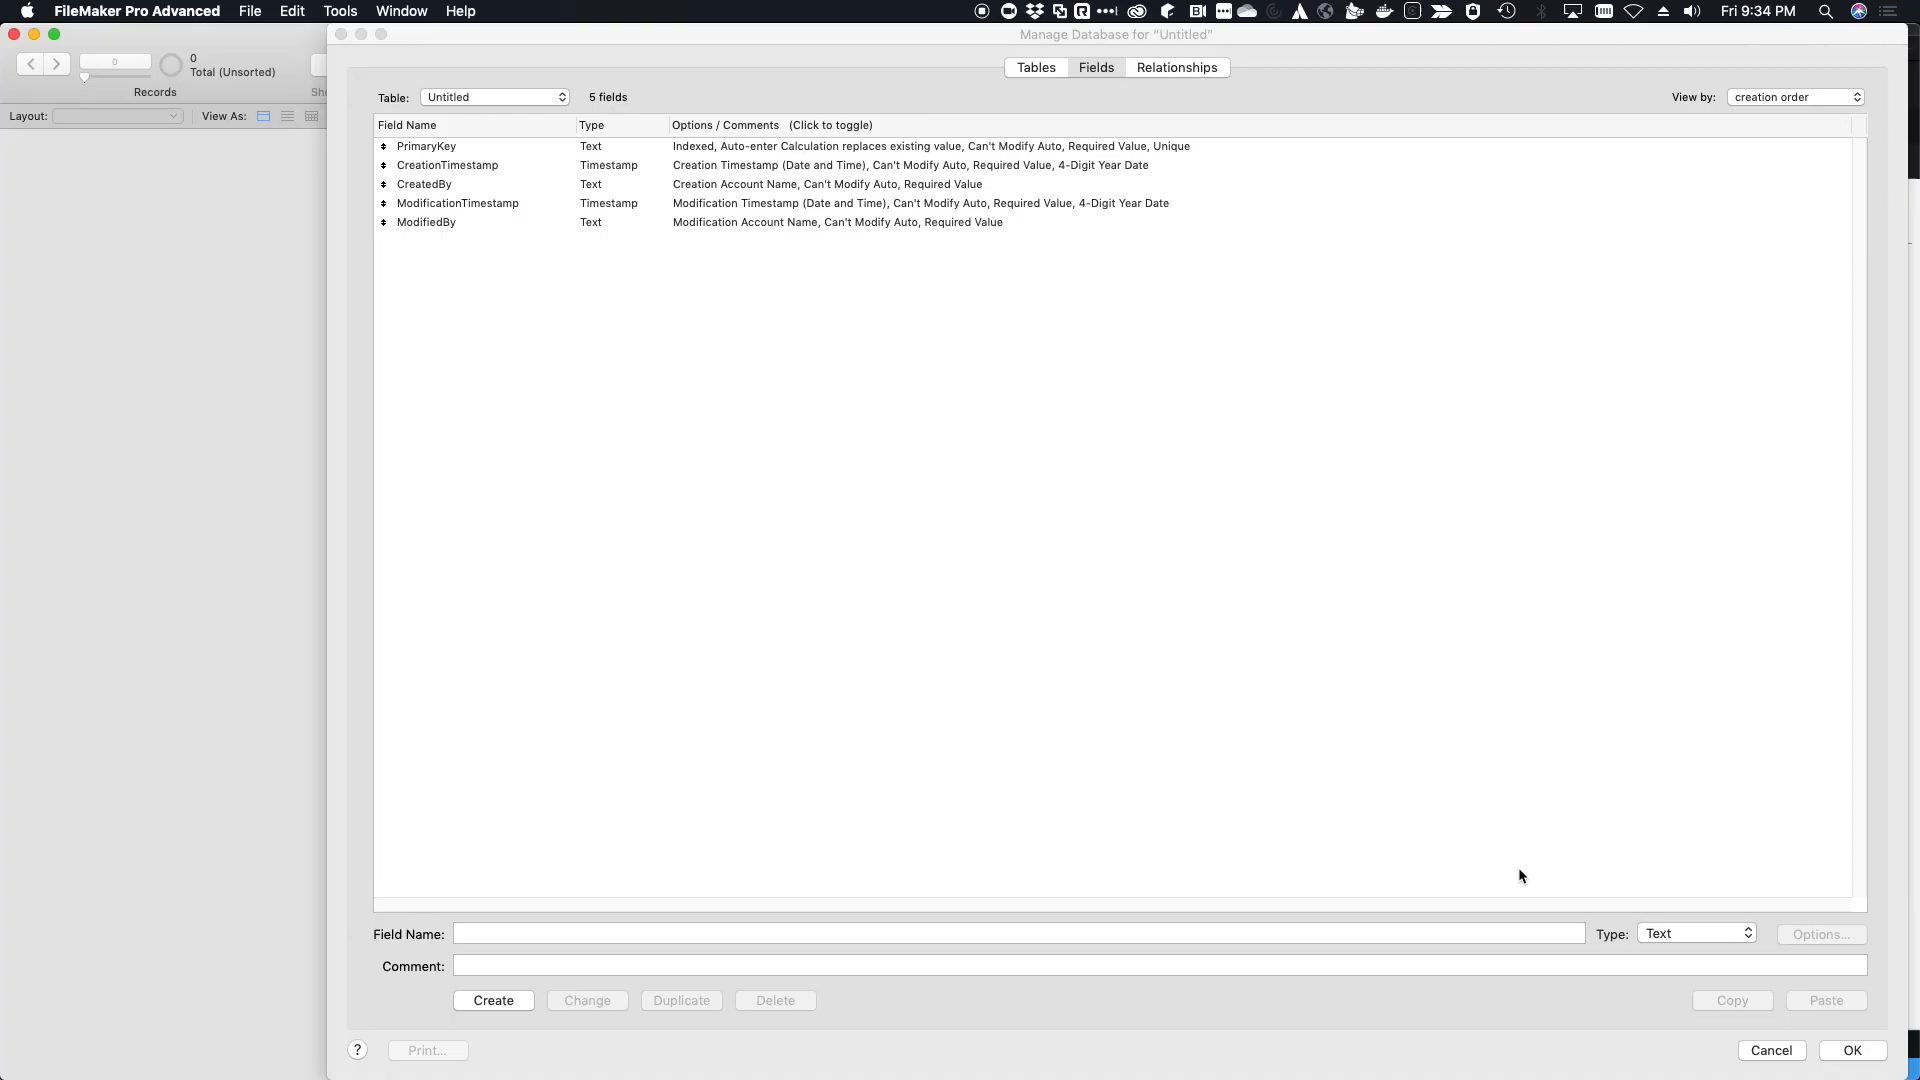 FileMaker Pro Advanced File Edit Tools Window Help Fri 9:34 PM
Manage Database for "Untitled"
0
0
Total (Unsorted)
Records
Layout: View As:
Tables Fields Relationships
Table: Untitled 5 fields View by: creation order
Field Name Type Options / Comments (Click to toggle)
PrimaryKey Text Indexed, Auto-enter Calculation replaces existing value, Can't Modify Auto, Required Value, Unique
CreationTimestamp Timestamp Creation Timestamp (Date and Time), Can't Modify Auto, Required Value, 4-Digit Year Date
CreatedBy Text Creation Account Name, Can't Modify Auto, Required Value
ModificationTimestamp Timestamp Modification Timestamp (Date and Time), Can't Modify Auto, Required Value, 4-Digit Year Date
ModifiedBy Text Modification Account Name, Can't Modify Auto, Required Value
Field Name: Type: Text Options...
Comment:
Create Change Duplicate Delete Copy Paste
? Print... Cancel OK